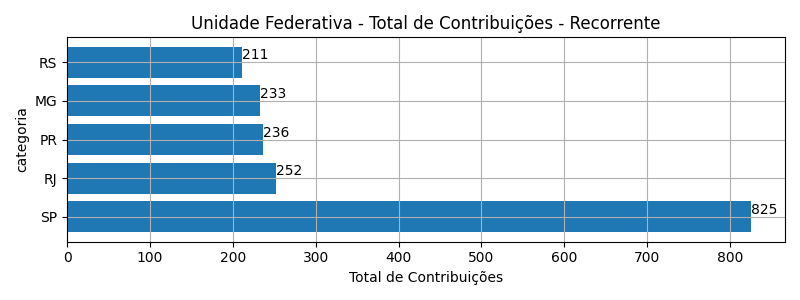 Unidade Federativa - Total de Contribuições - Recorrente
RS 211
MG 233
PR 236
RJ 252
SP 825
categoria
0 100 200 300 400 500 600 700 800
Total de Contribuições